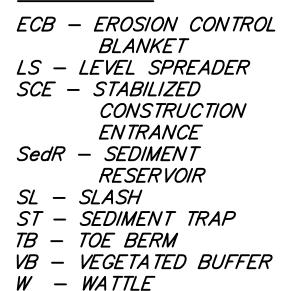 ECB – EROSION CONTROL
BLANKET
LS – LEVEL SPREADER
SCE – STABILIZED
CONSTRUCTION
ENTRANCE
SedR – SEDIMENT
RESERVOIR
SL – SLASH
ST – SEDIMENT TRAP
TB – TOE BERM
VB – VEGETATED BUFFER
W – WATTLE